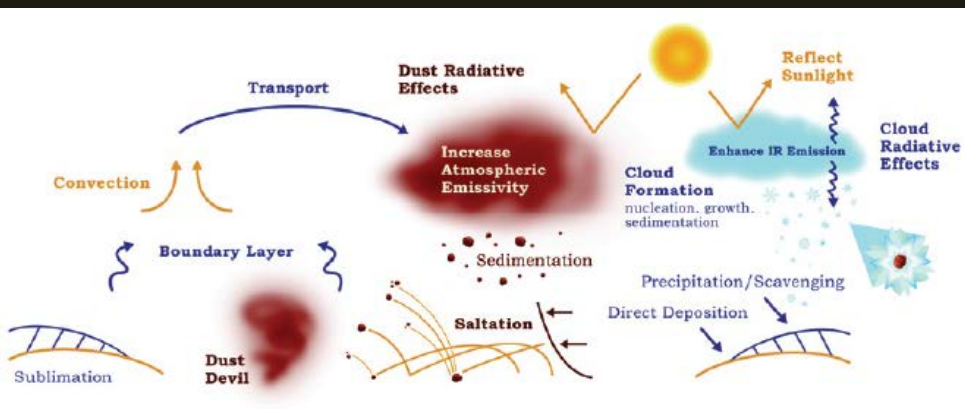 Reflect
Sunlight
Dust Radiative
Effects
Transport
Cloud
Radiative
Effects
Increase
Atmospheric
Emissivity
Enhance IR Emission
Convection
Cloud
Formation
nucleation, growth,
sedimentation
Boundary Layer
Sedimentation
Precipitation/Scavenging
Direct Deposition
Saltation
Dust
Devil
Sublimation